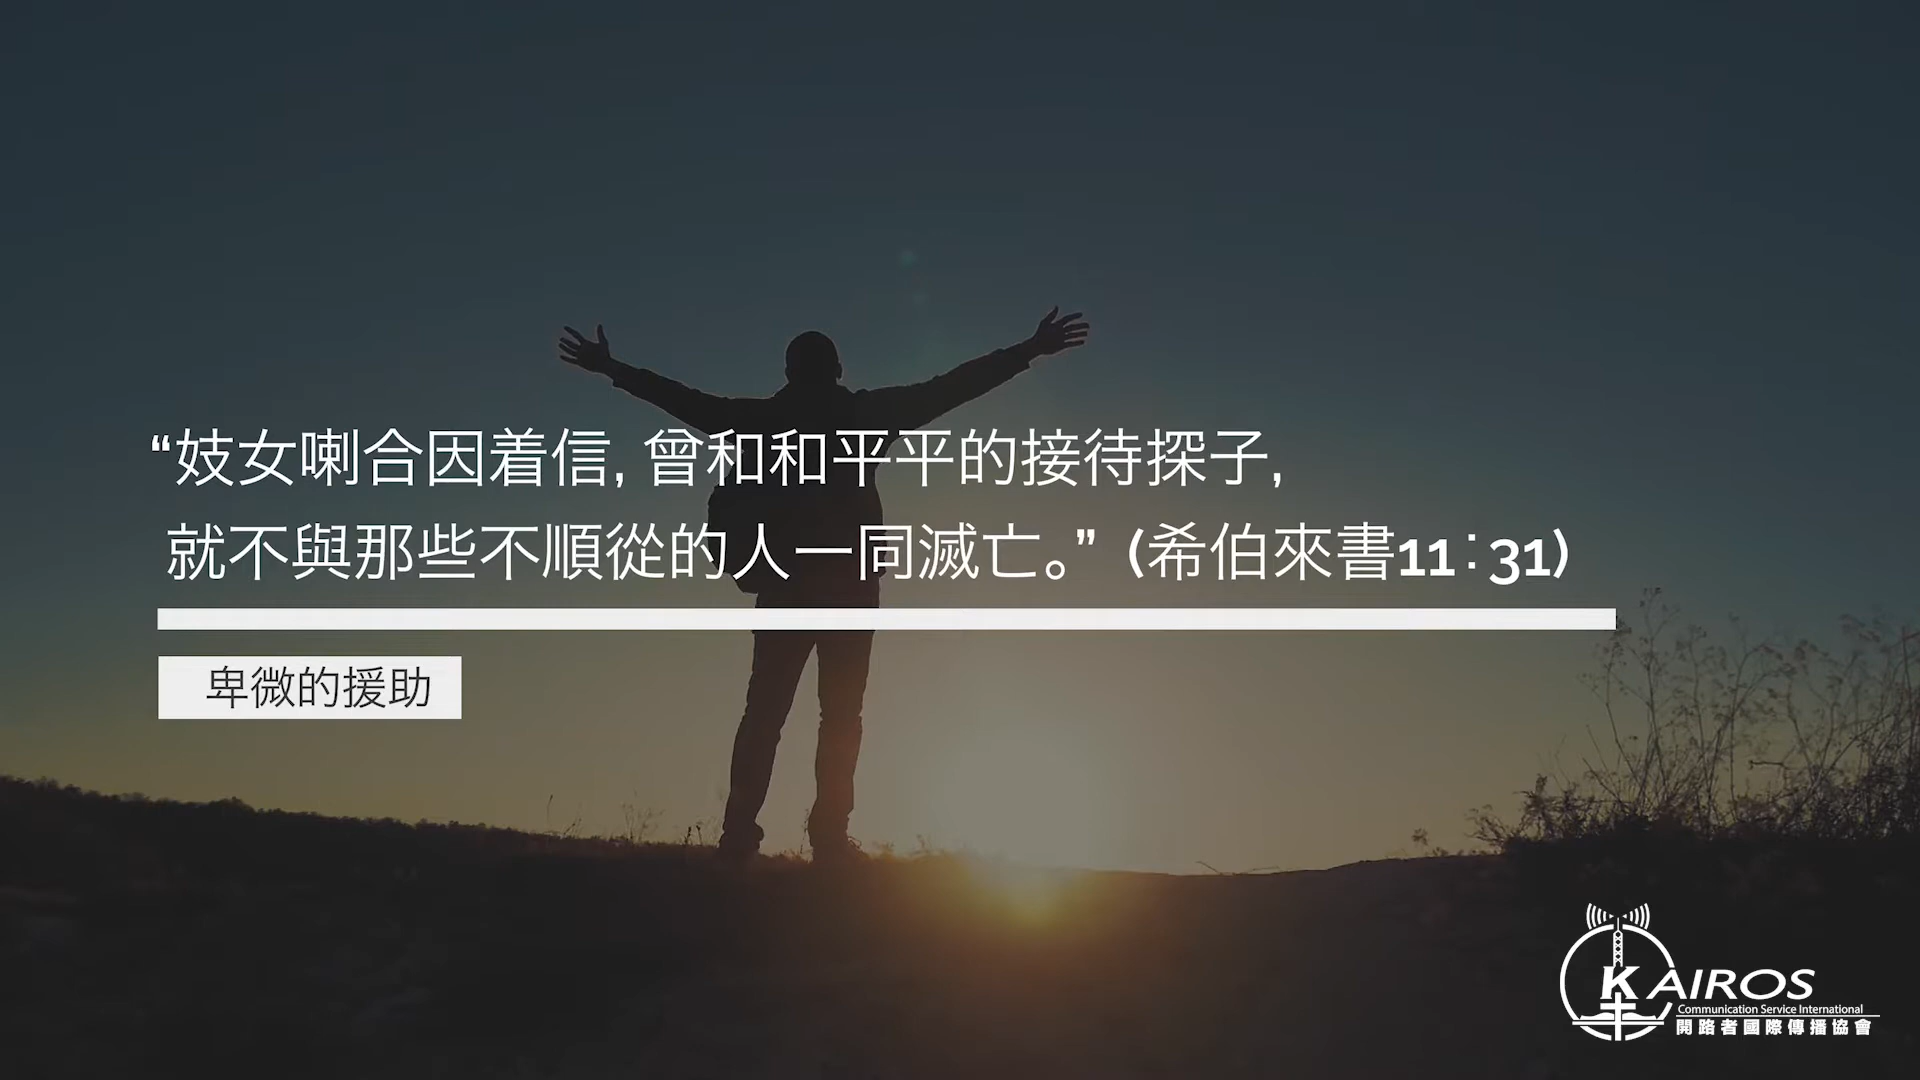 “妓女喇合因着信, 曾和和平平的接待探子,
就不與那些不順從的人一同滅亡。” (希伯來書11:31)
卑微的援助
KAIROS
Communication Service International
開路者國際傳播協會